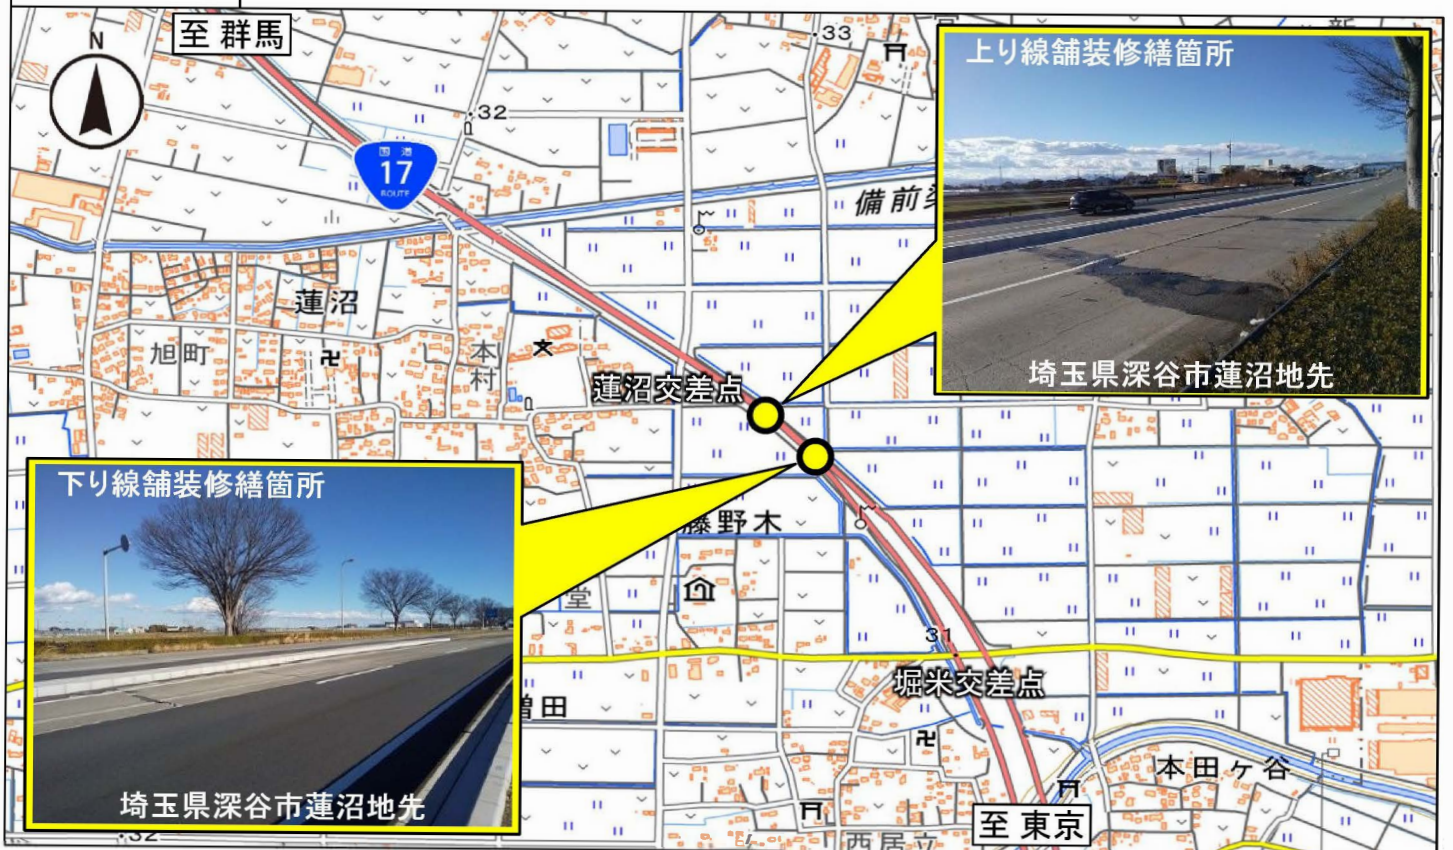 至 群馬
N
33
32
国道
17
ROUTE
上り線舗装修繕箇所
埼玉県深谷市蓮沼地先
備前
蓮沼
旭町
本村
蓮沼交差点
下り線舗装修繕箇所
埼玉県深谷市蓮沼地先
藤野木
堂
31
堀米交差点
増田
本田ヶ谷
至 東京
西居立
32